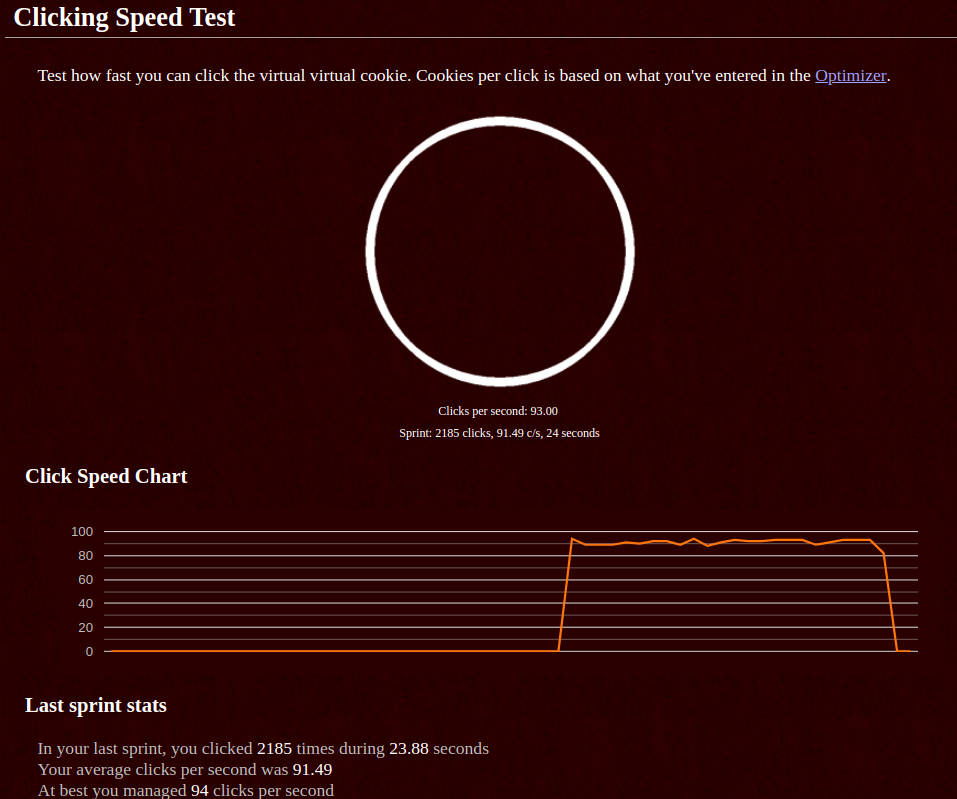 Clicking Speed Test
Test how fast you can click the virtual virtual cookie. Cookies per click is based on what you've entered in the Optimizer.
Clicks per second: 93.00
Sprint: 2185 clicks, 91.49 c/s, 24 seconds
Click Speed Chart
100
80
60
40
20
0
Last sprint stats
In your last sprint, you clicked 2185 times during 23.88 seconds
Your average clicks per second was 91.49
At best you managed 94 clicks per second